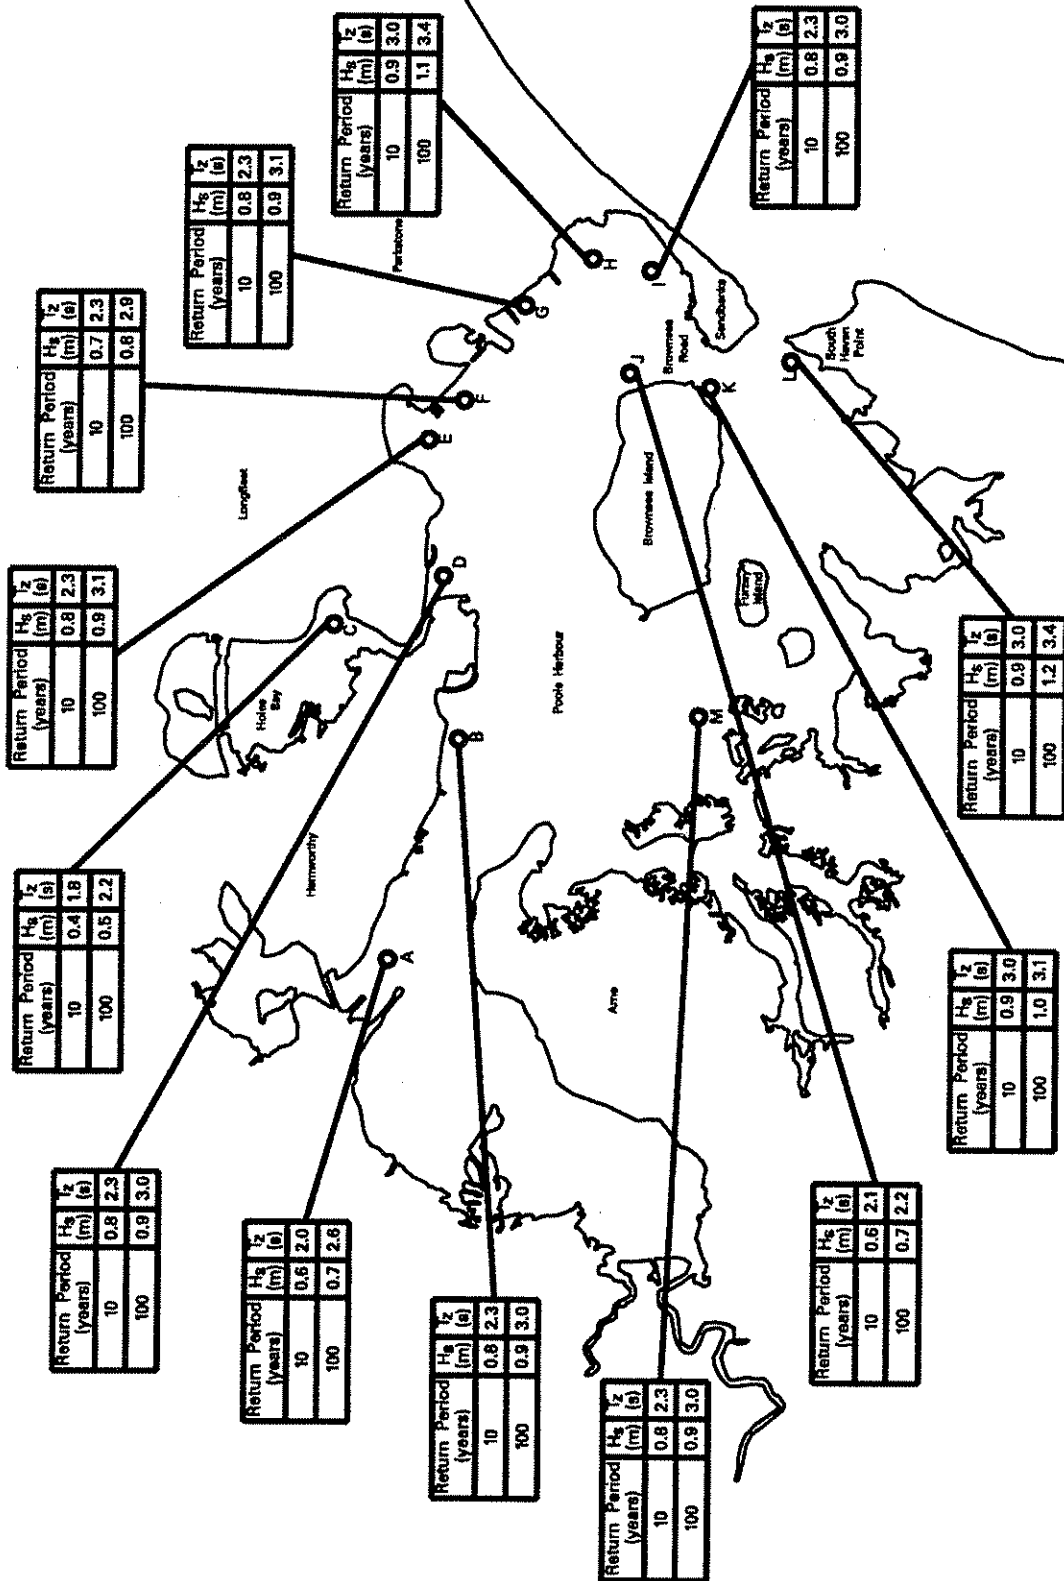 Return Period Hs Tz
(years) (m) (s)
10 0.8 2.3
100 0.9 3.0
Return Period Hs Tz
(years) (m) (s)
10 0.4 1.8
100 0.5 2.2
Return Period Hs Tz
(years) (m) (s)
10 0.8 2.3
100 0.9 3.1
Return Period Hs Tz
(years) (m) (s)
10 0.7 2.3
100 0.8 2.9
Return Period Hs Tz
(years) (m) (s)
10 0.8 2.3
100 0.9 3.1
Return Period Hs Tz
(years) (m) (s)
10 0.9 3.0
100 1.1 3.4
Return Period Hs Tz
(years) (m) (s)
10 0.6 2.0
100 0.7 2.6
Longfleet
Holes
Bay
Hamworthy
Parkstone
C
A
E
D
F
B
G
H
Poole Harbour
Arne
J
I
Brownsea Island
Brownsea
Road
Sandbanks
M
K
Furzey
Island
L
South
Haven
Point
Return Period Hs Tz
(years) (m) (s)
10 0.8 2.3
100 0.9 3.0
Return Period Hs Tz
(years) (m) (s)
10 0.8 2.3
100 0.9 3.0
Return Period Hs Tz
(years) (m) (s)
10 0.6 2.1
100 0.7 2.2
Return Period Hs Tz
(years) (m) (s)
10 0.9 3.0
100 1.0 3.1
Return Period Hs Tz
(years) (m) (s)
10 0.9 3.0
100 1.2 3.4
Return Period Hs Tz
(years) (m) (s)
10 0.8 2.3
100 0.9 3.0